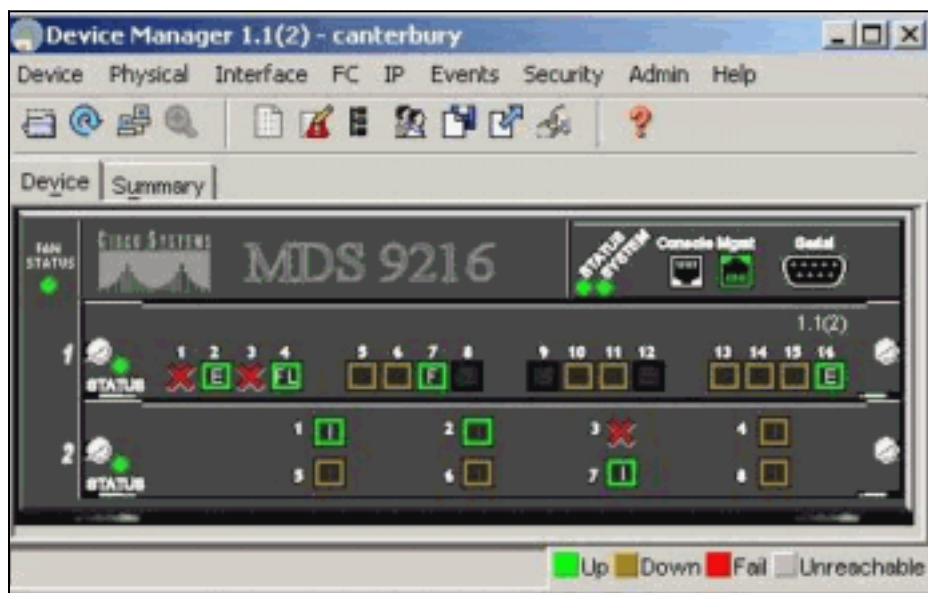 Device Manager 1.1(2) - canterbury
Device Physical Interface FC IP Events Security Admin Help
Device Summary
FAN STATUS
CISCO SYSTEMS
MDS 9216
STATUS
SYSTEM
Console Mgmt Serial
1.1(2)
1
STATUS
1 2 3 4 5 6 7 8 9 10 11 12 13 14 15 16
E FL F E
2
STATUS
1 2 3 4
I I
5 6 7 8
I
Up Down Fail Unreachable